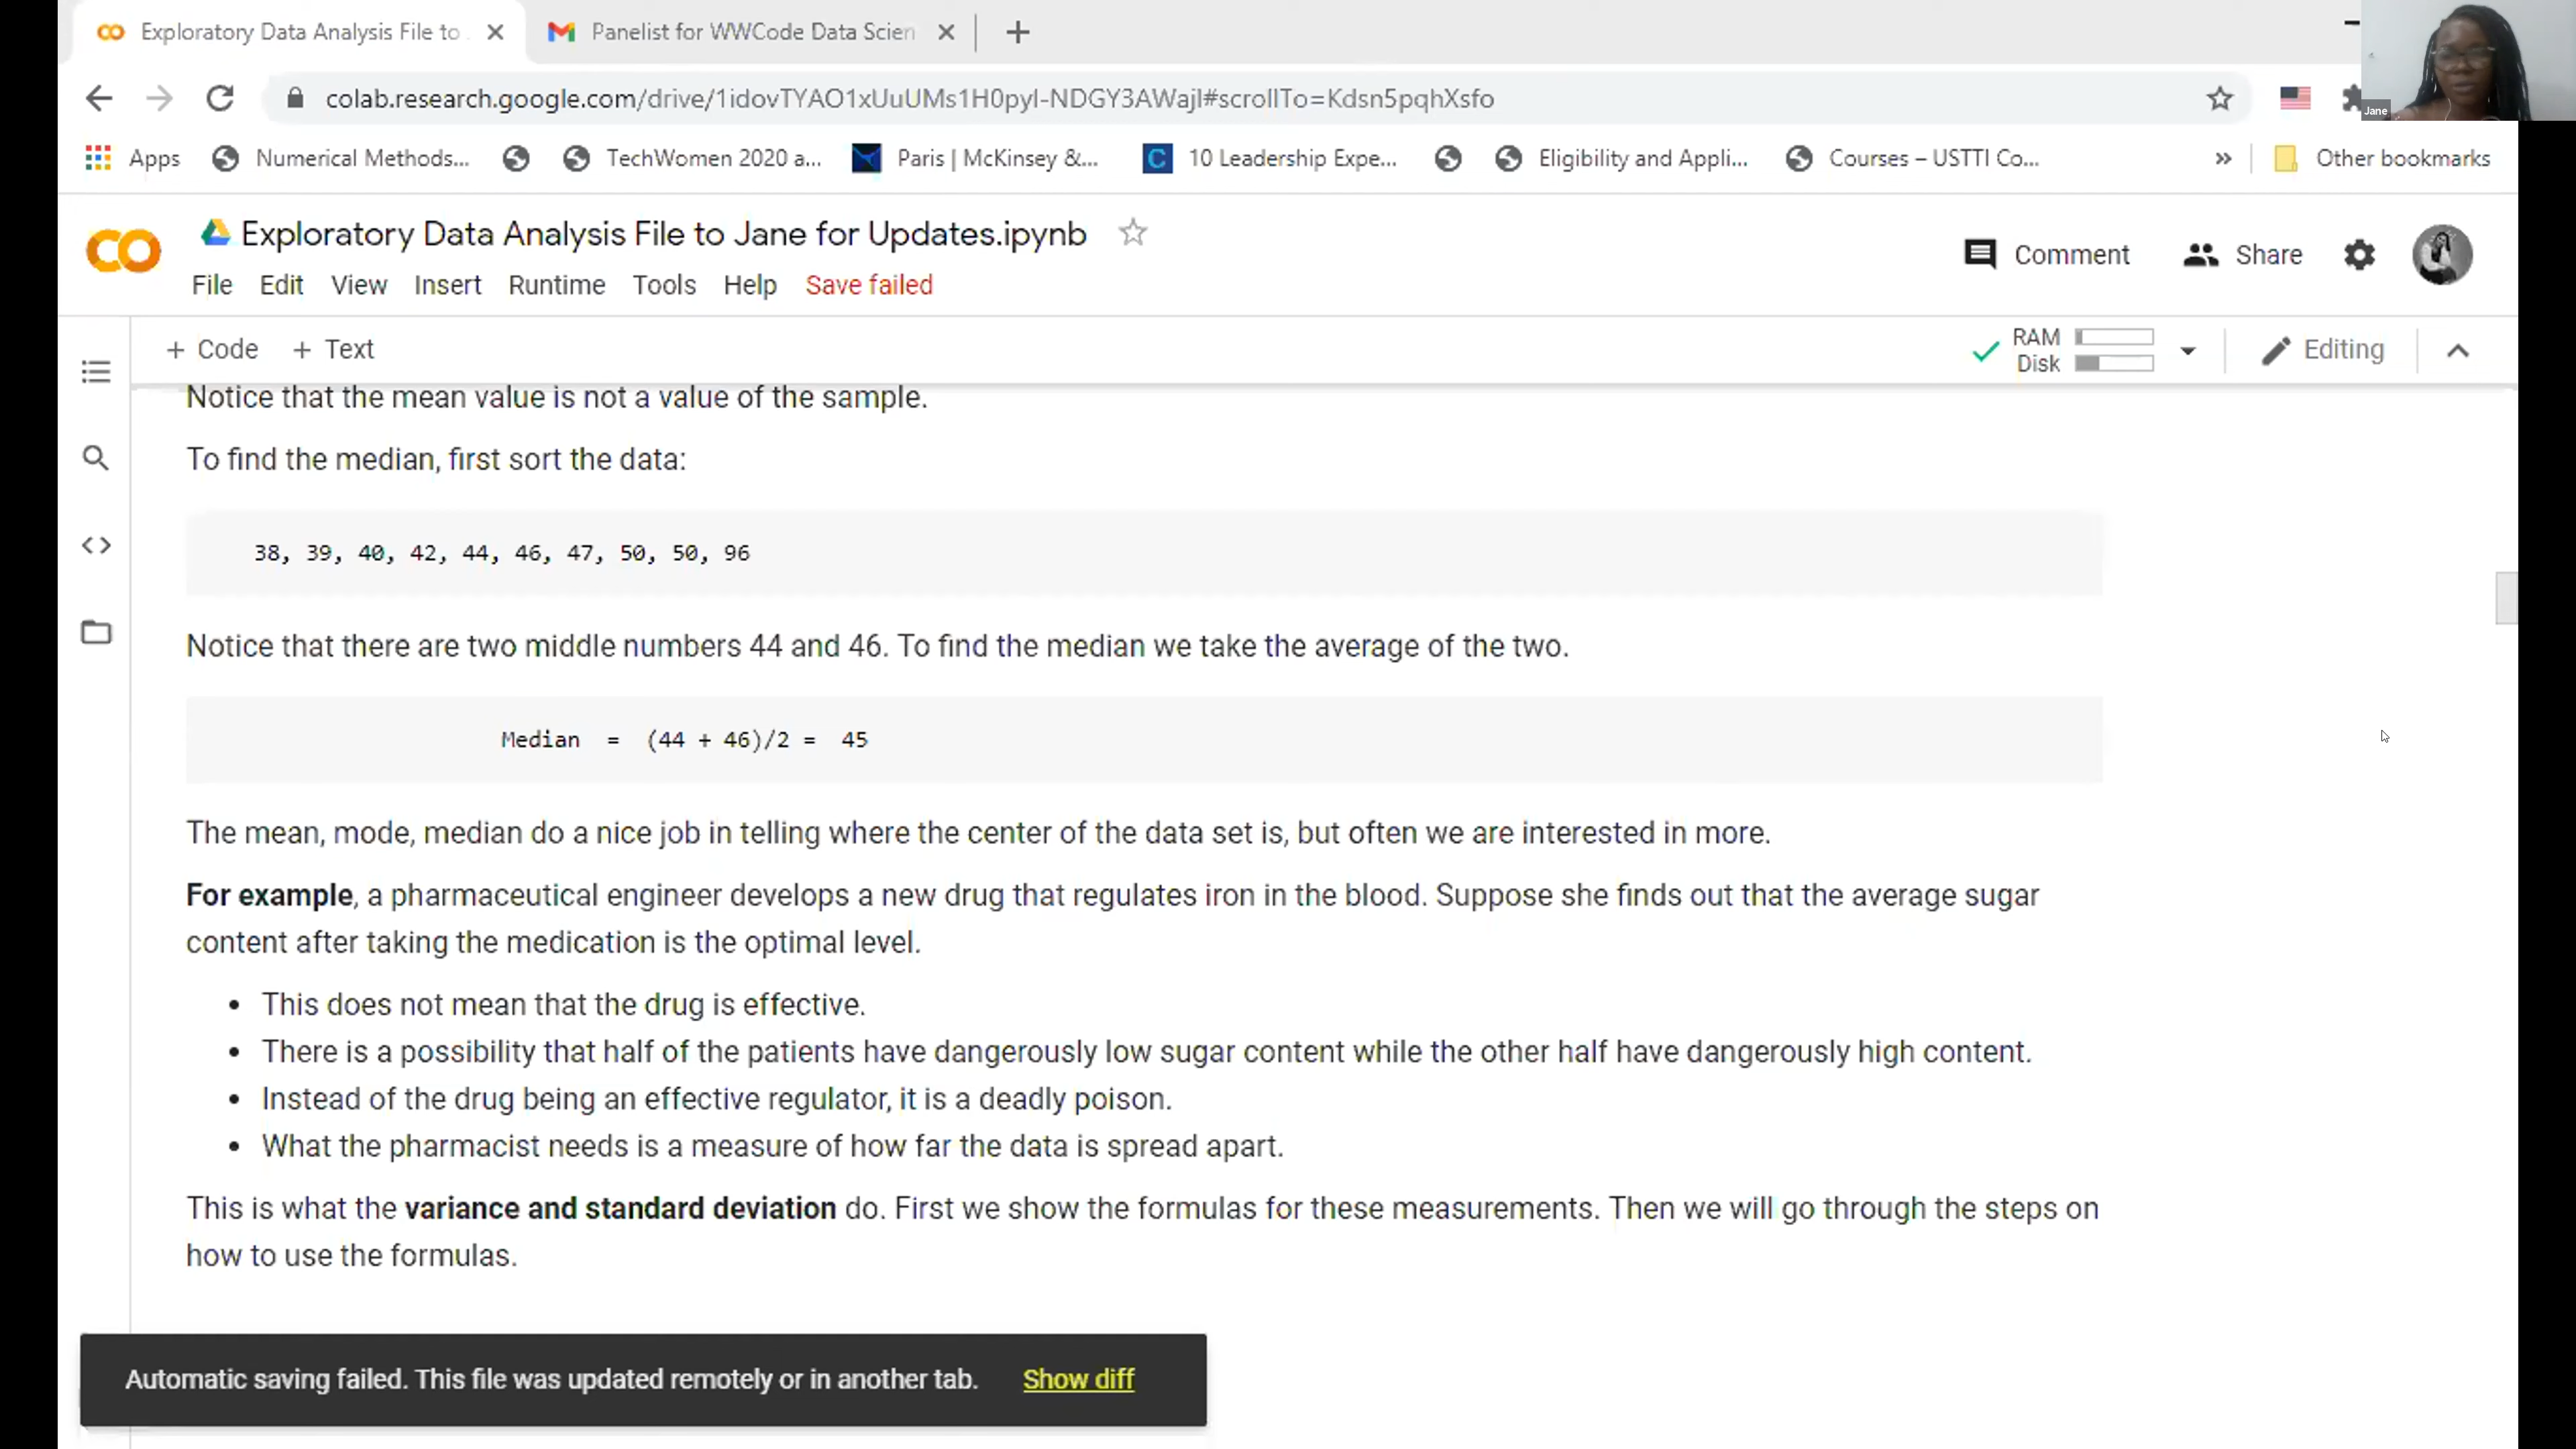 Exploratory Data Analysis File to
Panelist for WWCode Data Scien
colab.research.google.com/drive/1idovTYAO1xUuUMs1H0pyl-NDGY3AWajl#scrollTo=Kdsn5pqhXsfo
Jane
Apps
Numerical Methods...
TechWomen 2020 a...
Paris | McKinsey &...
10 Leadership Expe...
Eligibility and Appli...
Courses – USTTI Co...
»
Other bookmarks
Exploratory Data Analysis File to Jane for Updates.ipynb
Comment
Share
File Edit View Insert Runtime Tools Help Save failed
+ Code + Text
RAM
Disk
Editing
Notice that the mean value is not a value of the sample.
To find the median, first sort the data:
38, 39, 40, 42, 44, 46, 47, 50, 50, 96
Notice that there are two middle numbers 44 and 46. To find the median we take the average of the two.
Median = (44 + 46)/2 = 45
The mean, mode, median do a nice job in telling where the center of the data set is, but often we are interested in more.
For example, a pharmaceutical engineer develops a new drug that regulates iron in the blood. Suppose she finds out that the average sugar
content after taking the medication is the optimal level.
• This does not mean that the drug is effective.
• There is a possibility that half of the patients have dangerously low sugar content while the other half have dangerously high content.
• Instead of the drug being an effective regulator, it is a deadly poison.
• What the pharmacist needs is a measure of how far the data is spread apart.
This is what the variance and standard deviation do. First we show the formulas for these measurements. Then we will go through the steps on
how to use the formulas.
Automatic saving failed. This file was updated remotely or in another tab. Show diff